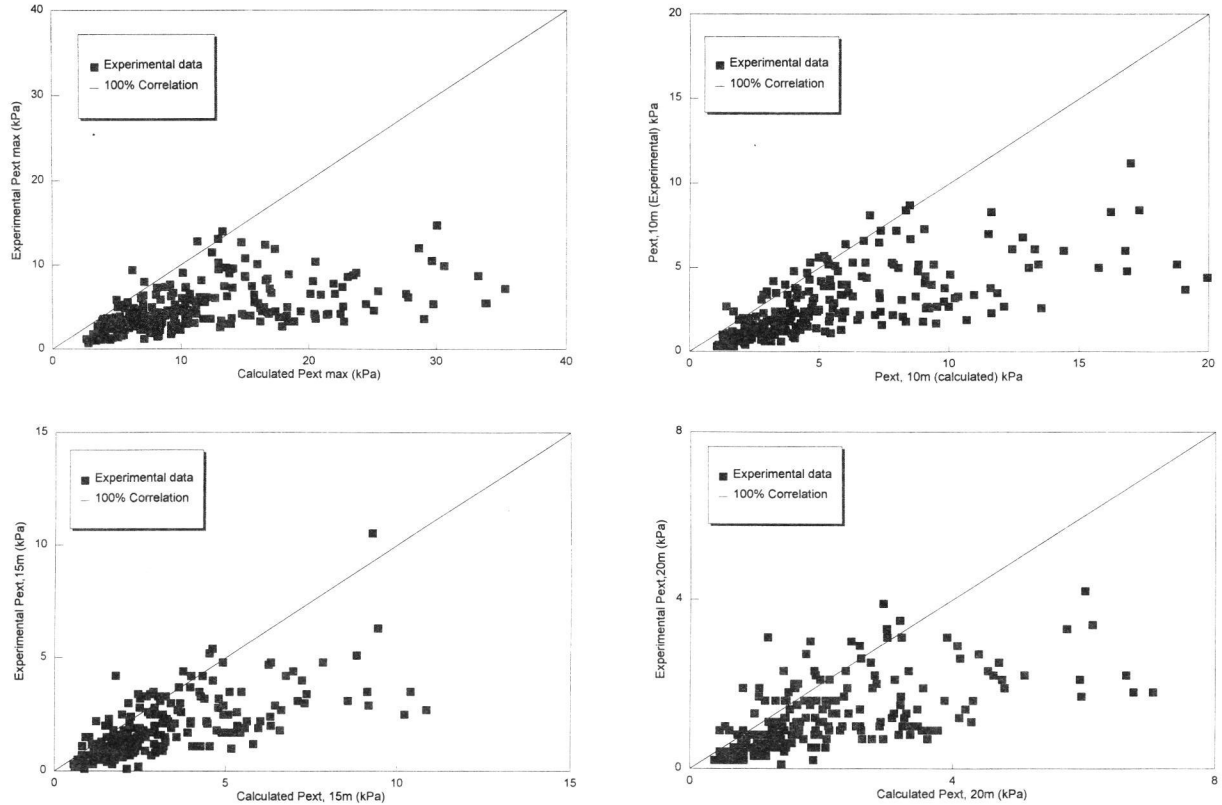 40
30
20
10
0
Experimental Pext max (kPa)
Experimental data
100% Correlation
0
10
20
30
40
Calculated Pext max (kPa)
20
15
10
5
0
Pext,10m (Experimental) kPa
Experimental data
100% Correlation
0
5
10
15
20
Pext, 10m (calculated) kPa
15
10
5
0
Experimental Pext,15m (kPa)
Experimental data
100% Correlation
0
5
10
15
Calculated Pext, 15m (kPa)
8
4
0
Experimental Pext,20m (kPa)
Experimental data
100% Correlation
0
4
8
Calculated Pext, 20m (kPa)